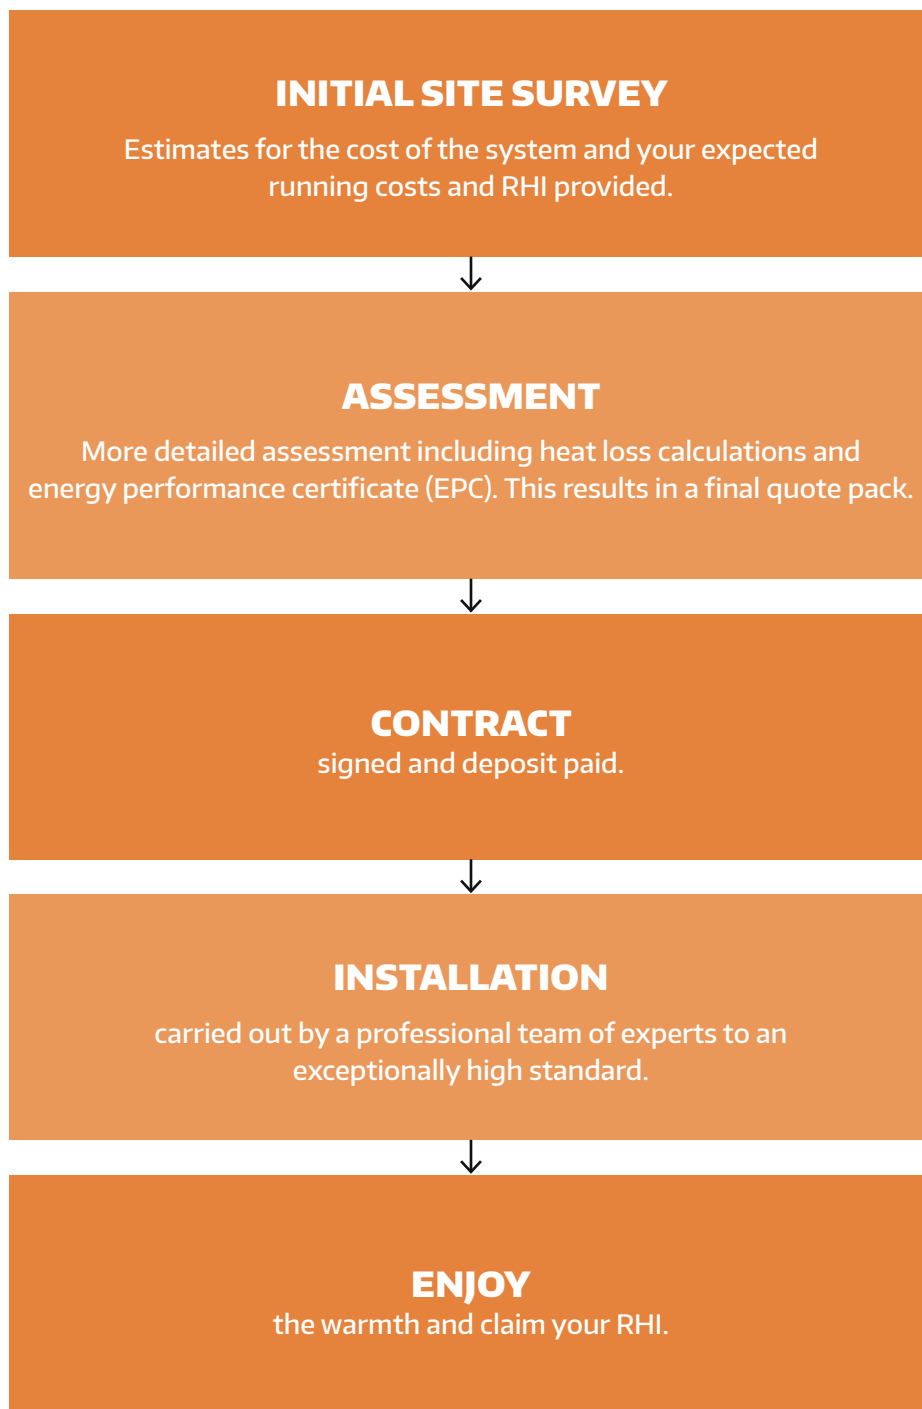 INITIAL SITE SURVEY
Estimates for the cost of the system and your expected
running costs and RHI provided.
ASSESSMENT
More detailed assessment including heat loss calculations and
energy performance certificate (EPC). This results in a final quote pack.
CONTRACT
signed and deposit paid.
INSTALLATION
carried out by a professional team of experts to an
exceptionally high standard.
ENJOY
the warmth and claim your RHI.